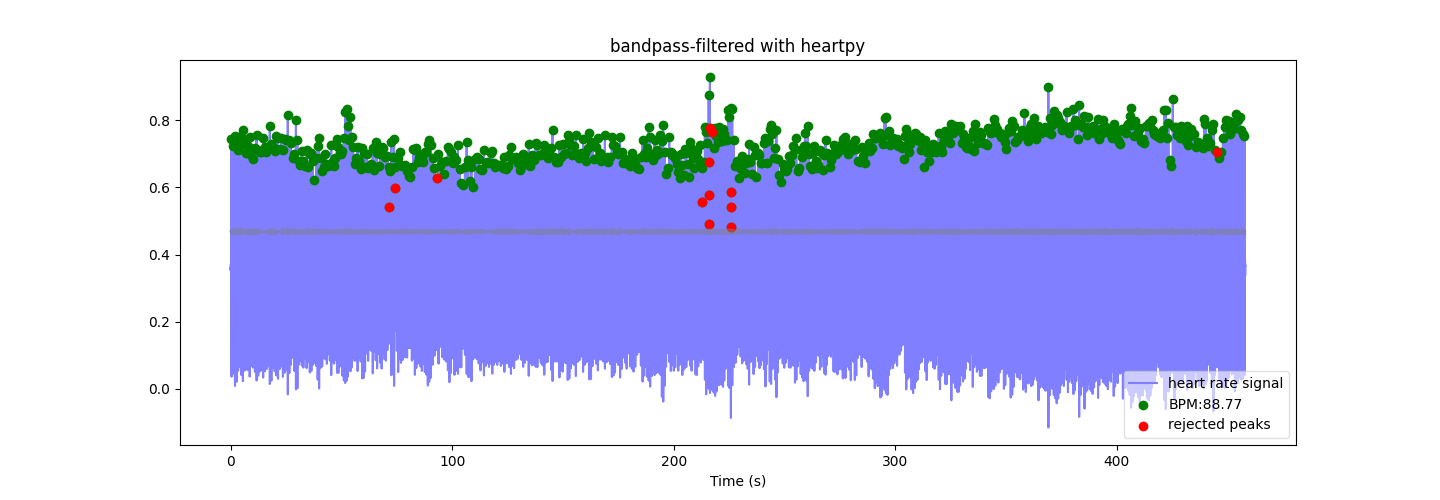 bandpass-filtered with heartpy
0.8
0.6
0.4
0.2
0.0
0
100
200
300
400
Time (s)
heart rate signal
BPM:88.77
rejected peaks